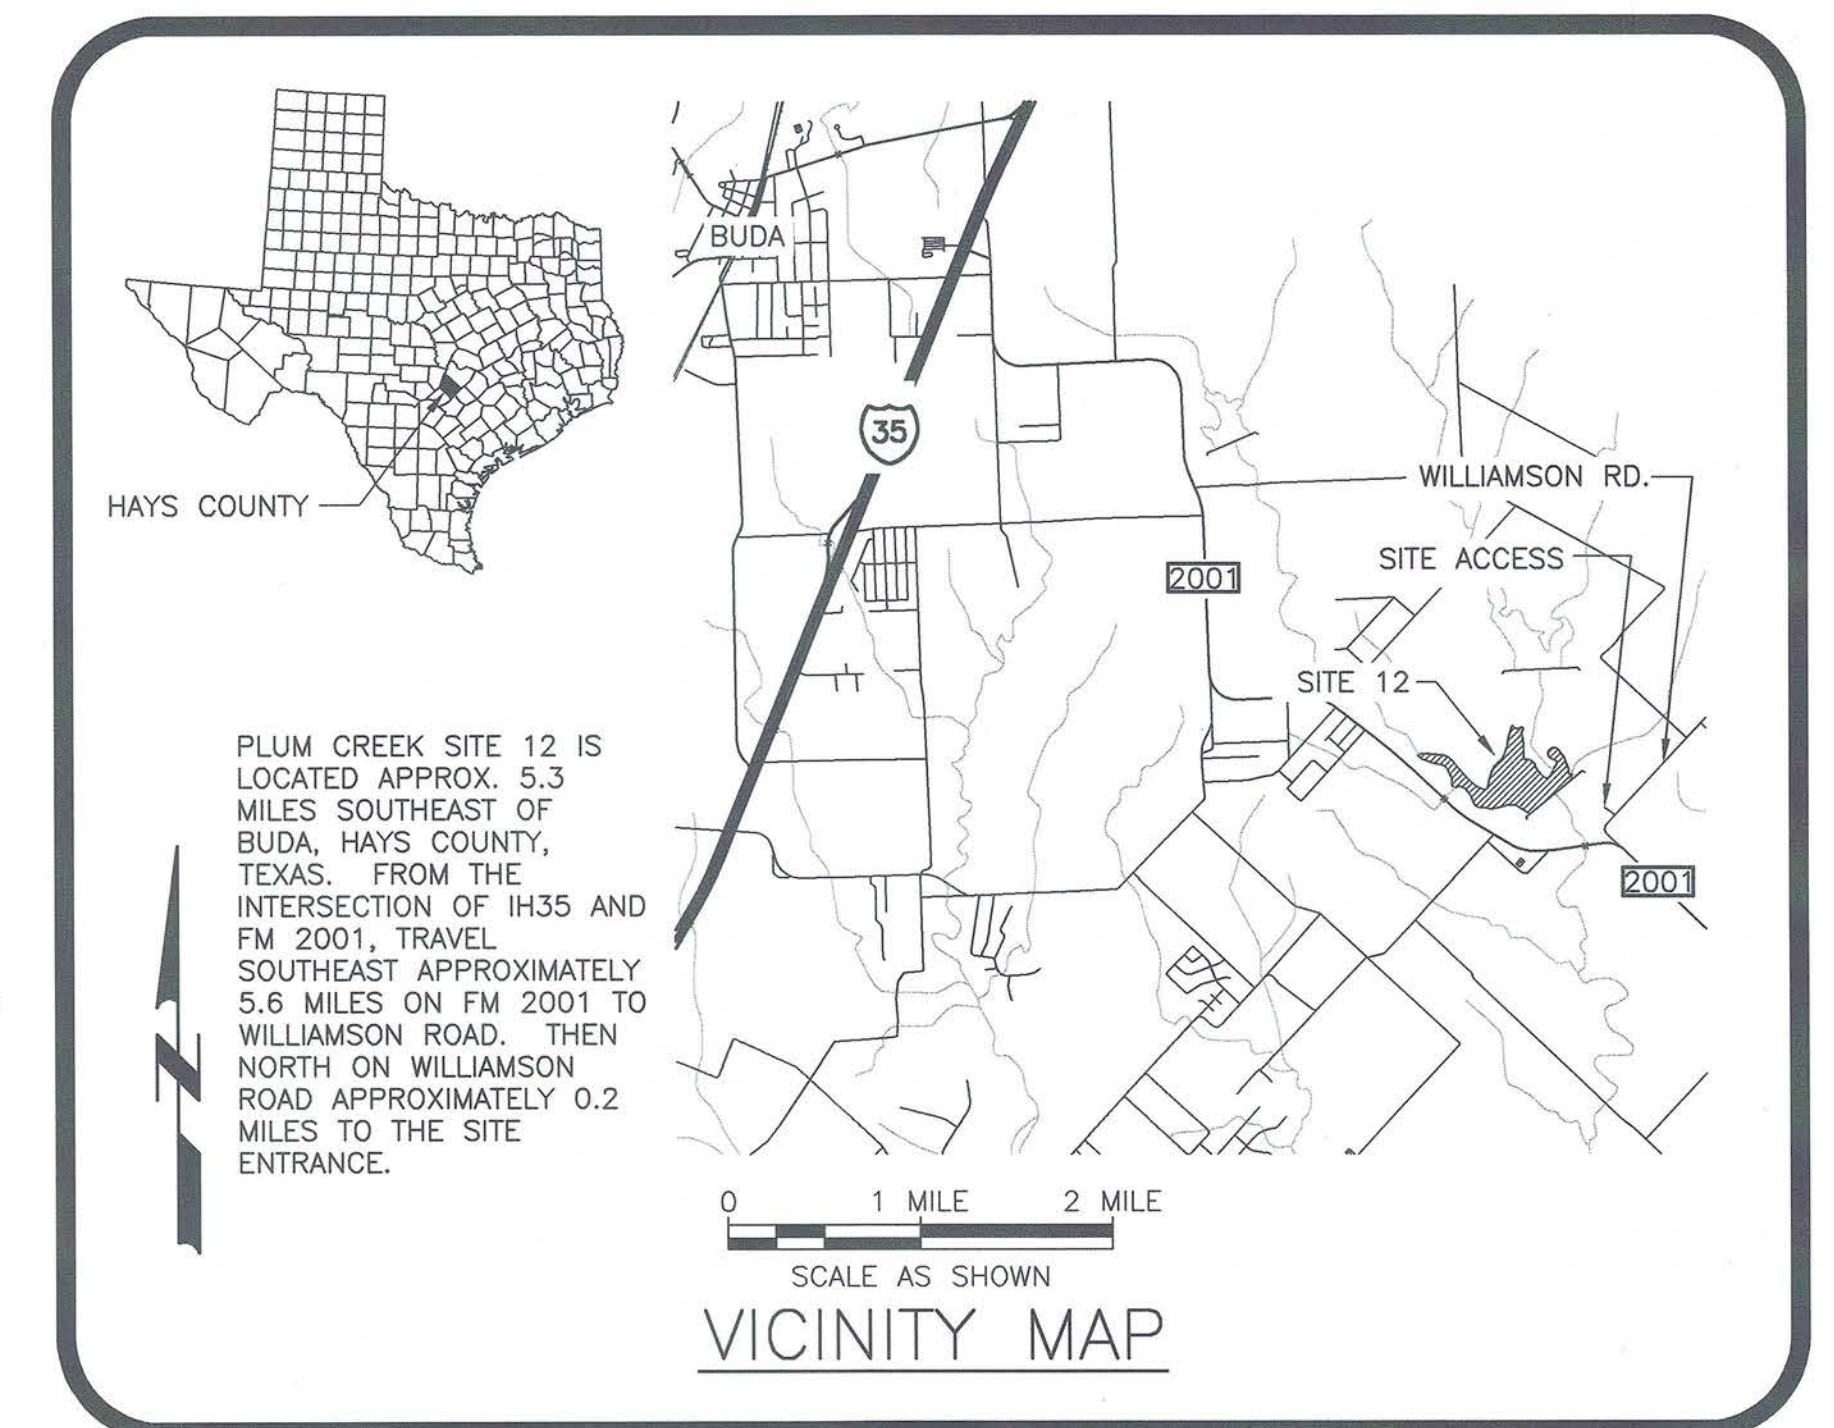 BUDA
35
HAYS COUNTY
WILLIAMSON RD.
SITE ACCESS
2001
SITE 12
2001
PLUM CREEK SITE 12 IS
LOCATED APPROX. 5.3
MILES SOUTHEAST OF
BUDA, HAYS COUNTY,
TEXAS. FROM THE
INTERSECTION OF IH35 AND
FM 2001, TRAVEL
SOUTHEAST APPROXIMATELY
5.6 MILES ON FM 2001 TO
WILLIAMSON ROAD. THEN
NORTH ON WILLIAMSON
ROAD APPROXIMATELY 0.2
MILES TO THE SITE
ENTRANCE.
N
0 1 MILE 2 MILE
SCALE AS SHOWN
VICINITY MAP